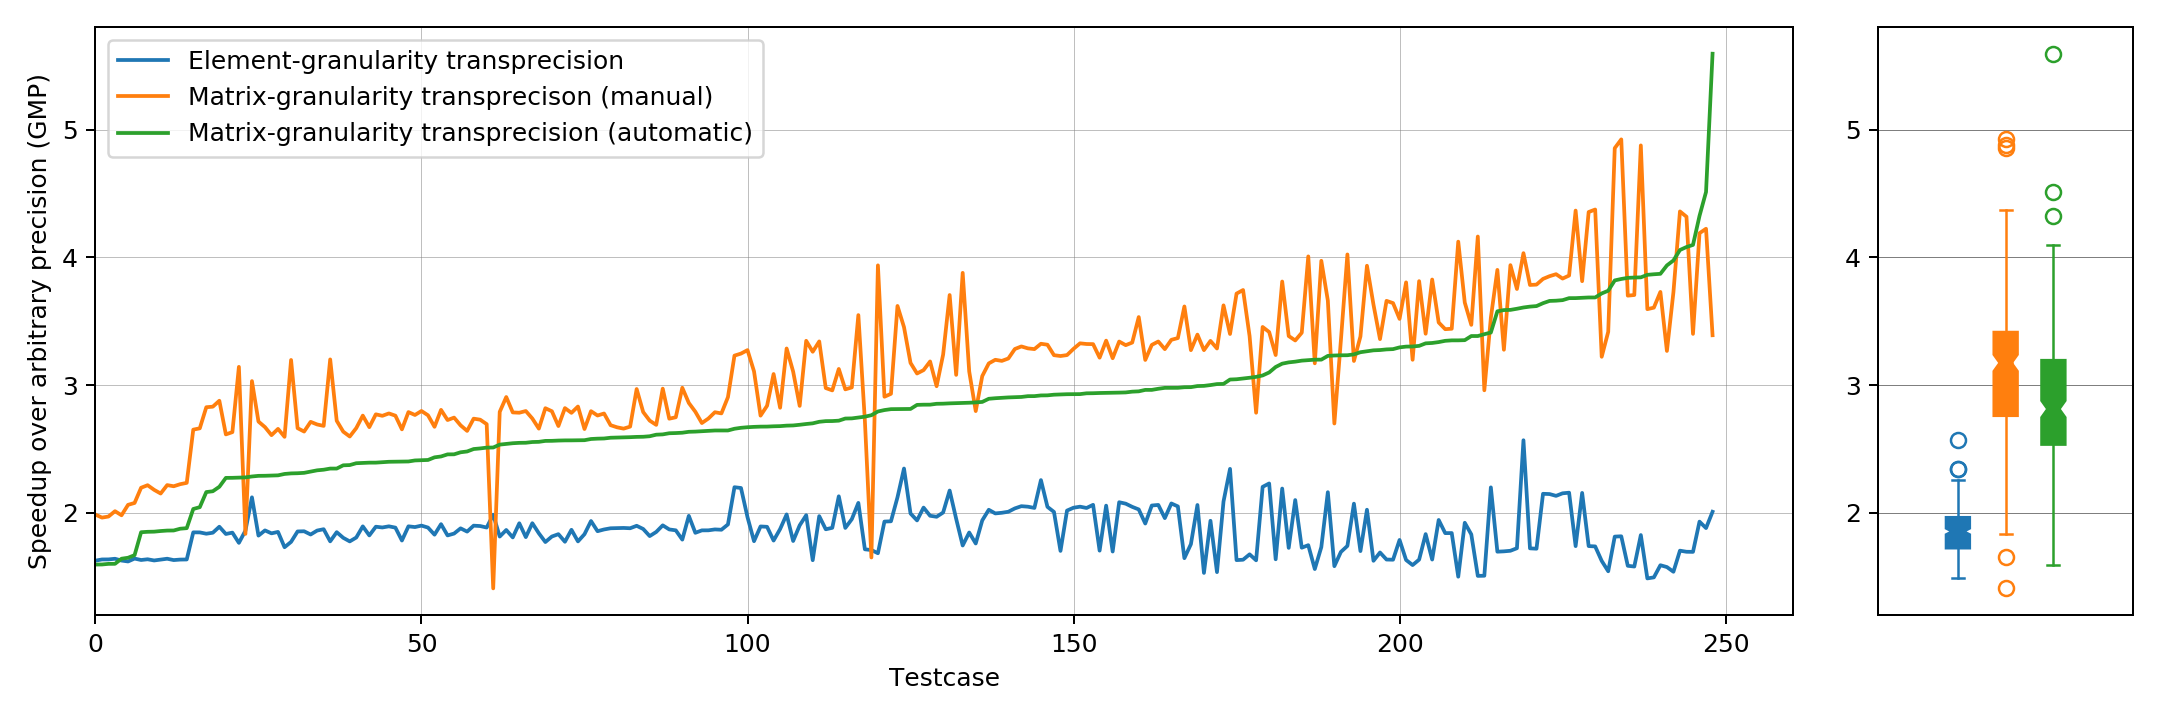 Element-granularity transprecision
Matrix-granularity transprecison (manual)
Matrix-granularity transprecision (automatic)
Speedup over arbitrary precision (GMP)
5
4
3
2
0
50
100
150
200
250
Testcase
5
4
3
2